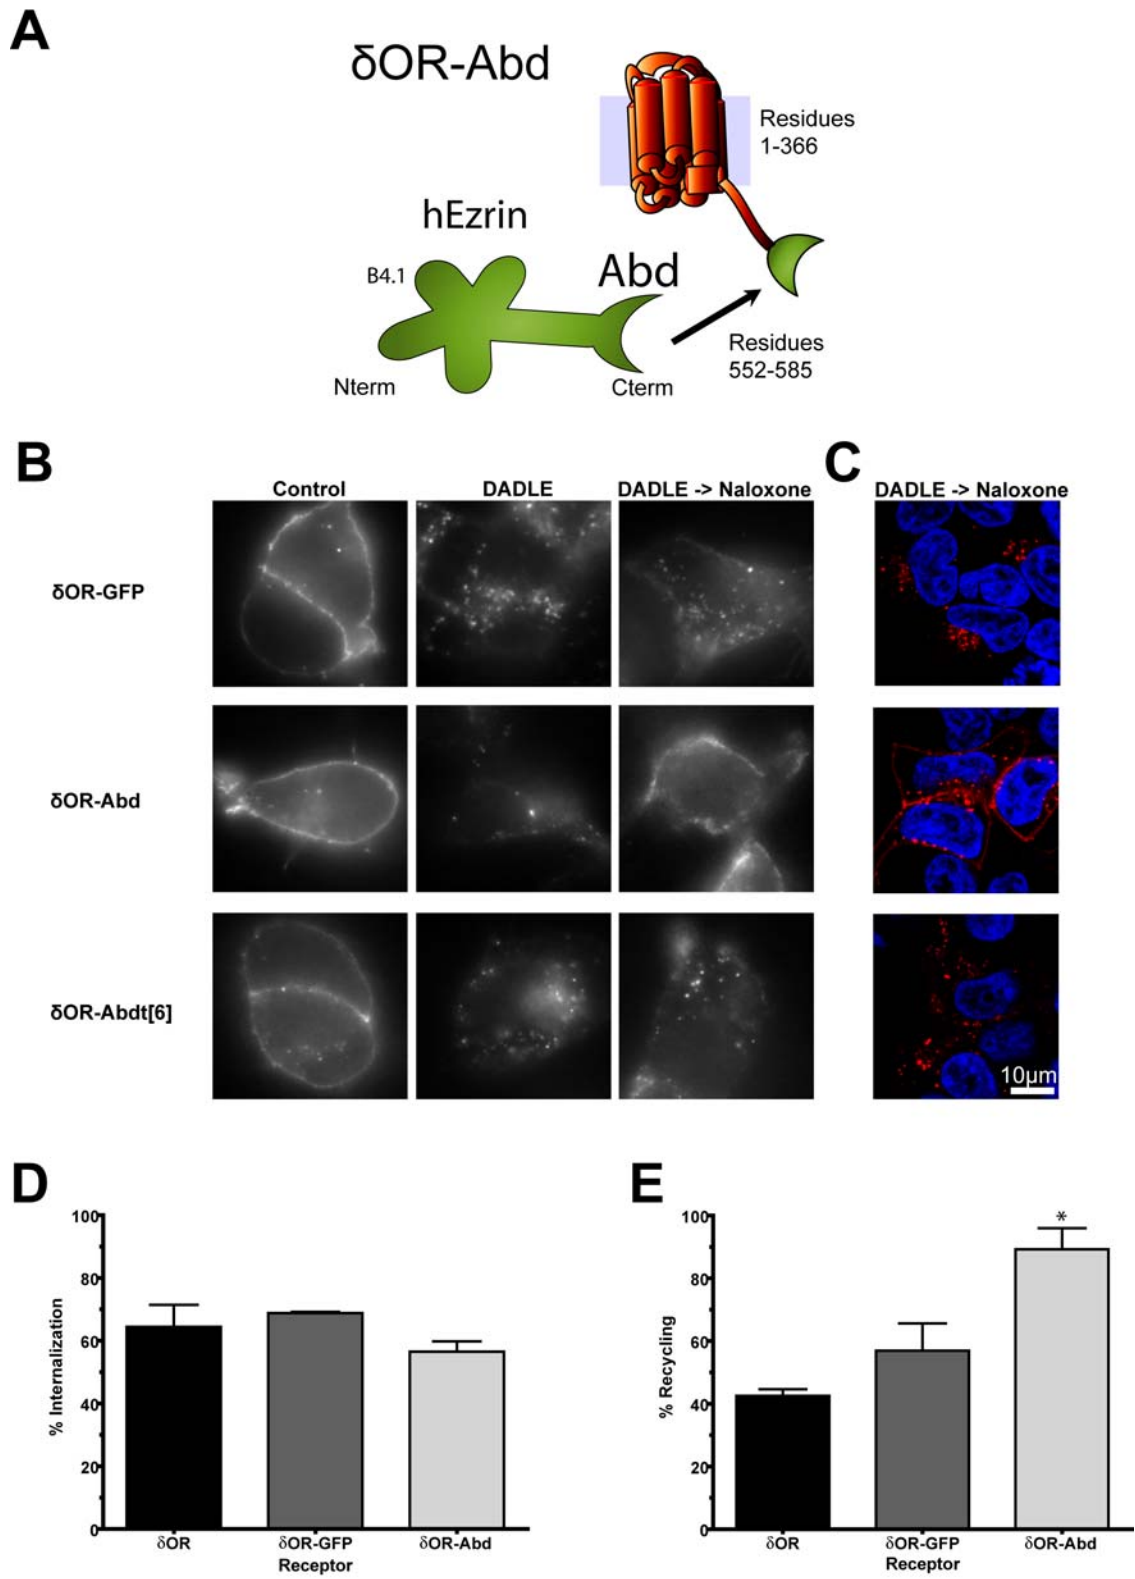 A
δOR-Abd
Residues
1-366
hEzrin
B4.1
Abd
Residues
552-585
Nterm
Cterm
B
C
Control
DADLE
DADLE -> Naloxone
DADLE -> Naloxone
δOR-GFP
δOR-Abd
δOR-Abdt[6]
10µm
D
% Internalization
100
80
60
40
20
0
δOR
δOR-GFP
δOR-Abd
Receptor
E
% Recycling
100
80
60
40
20
0
*
δOR
δOR-GFP
δOR-Abd
Receptor